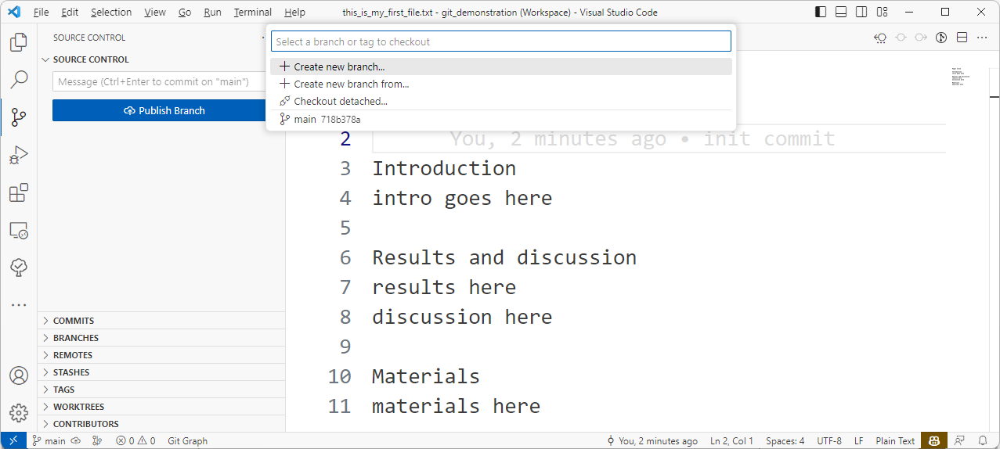 File Edit Selection View Go Run Terminal Help this_is_my_first_file.txt - git_demonstration (Workspace) - Visual Studio Code
SOURCE CONTROL
SOURCE CONTROL
Message (Ctrl+Enter to commit on "main")
Publish Branch
COMMITS
BRANCHES
REMOTES
STASHES
TAGS
WORKTREES
CONTRIBUTORS
Select a branch or tag to checkout
Create new branch...
Create new branch from...
Checkout detached...
main 718b378a
2 You, 2 minutes ago • init commit
3 Introduction
4 intro goes here
5
6 Results and discussion
7 results here
8 discussion here
9
10 Materials
11 materials here
main 0 0 Git Graph You, 2 minutes ago Ln 2, Col 1 Spaces: 4 UTF-8 LF Plain Text